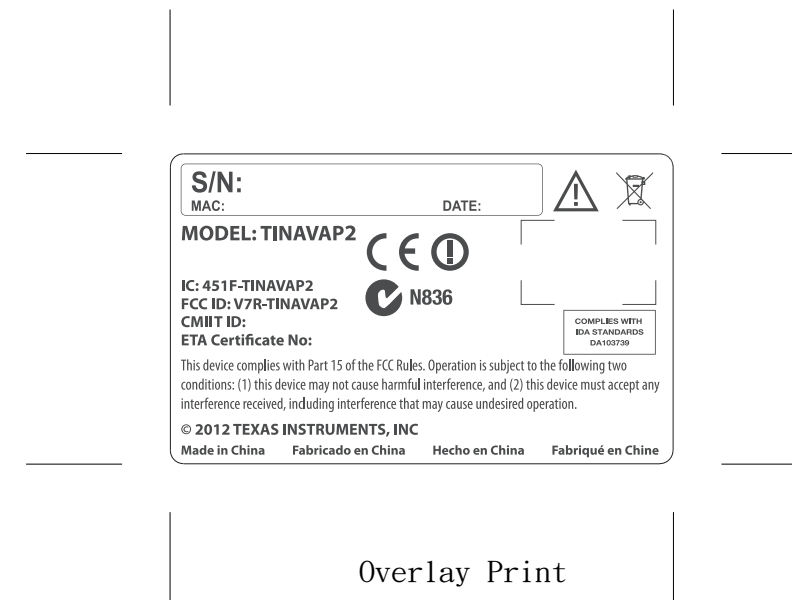 S/N:
MAC: DATE:
MODEL: TINAVAP2
CE
IC: 451F-TINAVAP2
FCC ID: V7R-TINAVAP2
N836
CMIIT ID:
ETA Certificate No:
COMPLIES WITH
IDA STANDARDS
DA103739
This device complies with Part 15 of the FCC Rules. Operation is subject to the following two
conditions: (1) this device may not cause harmful interference, and (2) this device must accept any
interference received, including interference that may cause undesired operation.
© 2012 TEXAS INSTRUMENTS, INC
Made in China Fabricado en China Hecho en China Fabriqué en Chine
Overlay Print